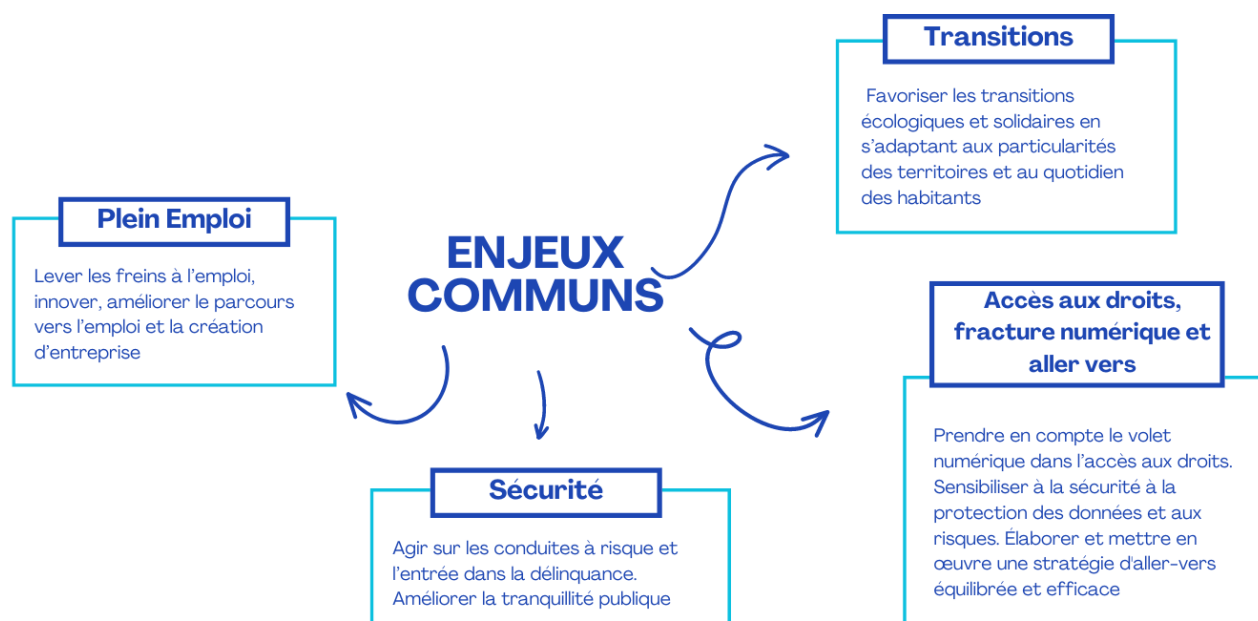 ENJEUX
COMMUNS
Transitions
Favoriser les transitions
écologiques et solidaires en
s'adaptant aux particularités
des territoires et au quotidien
des habitants
Plein Emploi
Lever les freins à l'emploi,
innover, améliorer le parcours
vers l'emploi et la création
d'entreprise
Accès aux droits,
fracture numérique et
aller vers
Prendre en compte le volet
numérique dans l'accès aux droits.
Sensibiliser à la sécurité à la
protection des données et aux
risques. Élaborer et mettre en
œuvre une stratégie d'aller-vers
équilibrée et efficace
Sécurité
Agir sur les conduites à risque et
l'entrée dans la délinquance.
Améliorer la tranquillité publique